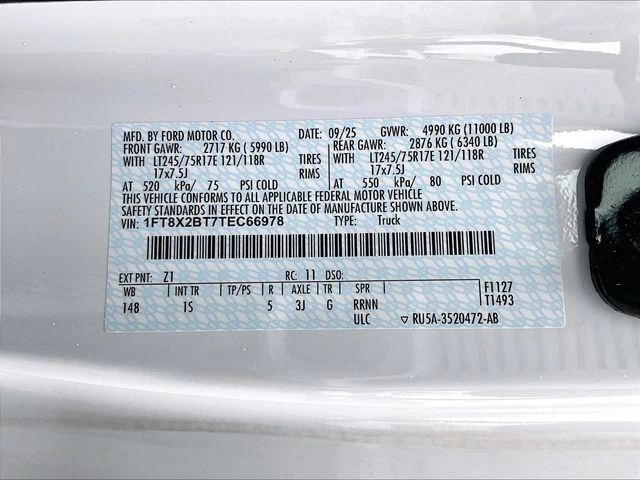 MFD. BY FORD MOTOR CO. 09/25 GVWR: 4990 KG (11000 LB)
FRONT GAWR: 2717 KG ( 5990 LB) REAR GAWR: 2876 KG ( 6340 LB)
WITH LT245/75R17E 121/118R TIRES WITH LT245/75R17E 121/118R TIRES
17x7.5J RIMS 17x7.5J RIMS
AT 520 kPa/ 75 PSI COLD AT 550 kPa/ 80 PSI COLD
THIS VEHICLE CONFORMS TO ALL APPLICABLE FEDERAL MOTOR VEHICLE
SAFETY STANDARDS IN EFFECT ON THE DATE OF MANUFACTURE SHOWN ABOVE.
VIN: 1FT8X2BT7TEC66978 TYPE: Truck
EXT PNT: Z1 RC: 11 DSO:
WB INT TR TP/PS R AXLE TR SPR F1127
148 1S 5 3J G RRNN T1493
ULC ▽ RU5A-3520472-AB